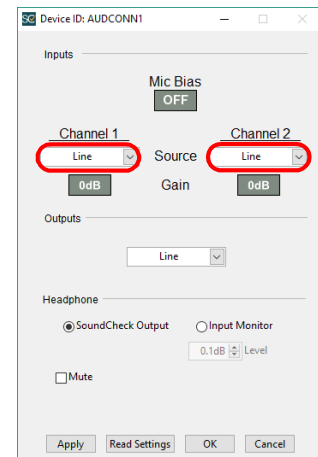 SC Device ID: AUDCONN1
Inputs
Mic Bias
OFF
Channel 1 Channel 2
Line Source Line
0dB Gain 0dB
Outputs
Line
Headphone
SoundCheck Output Input Monitor
0.1dB Level
Mute
Apply Read Settings OK Cancel